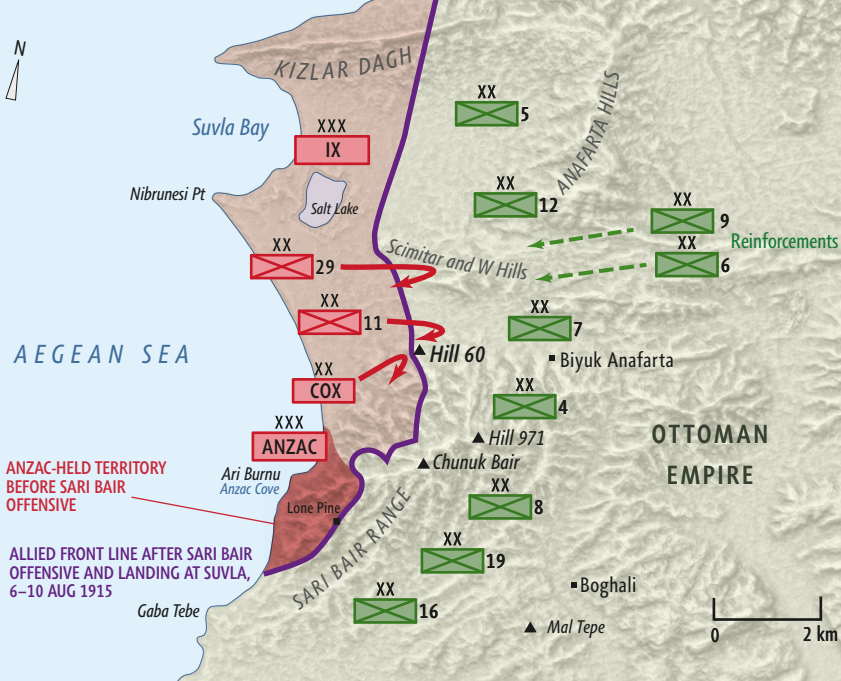 N
KIZLAR DAGH
XX
5
ANAFARTA HILLS
Suvla Bay
XXX
IX
Nibrunesi Pt
Salt Lake
XX
12
XX
9
Reinforcements
XX
6
XX
29
Scimitar and W Hills
XX
11
XX
7
AEGEAN SEA
Hill 60
Biyuk Anafarta
XX
COX
XX
4
XXX
ANZAC
Hill 971
OTTOMAN
EMPIRE
Chunuk Bair
ANZAC-HELD TERRITORY
BEFORE SARI BAIR
OFFENSIVE
Ari Burnu
Anzac Cove
Lone Pine
XX
8
SARI BAIR RANGE
ALLIED FRONT LINE AFTER SARI BAIR
OFFENSIVE AND LANDING AT SUVLA,
6–10 AUG 1915
XX
19
Boghali
XX
16
Gaba Tebe
Mal Tepe
0
2 km